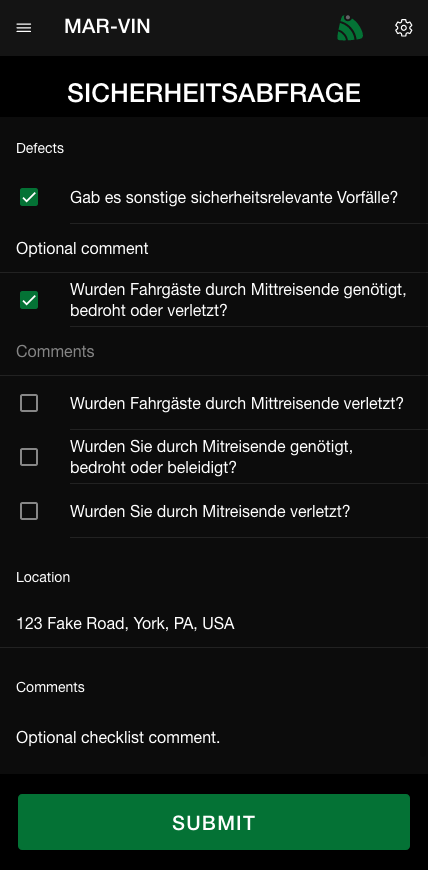 MAR-VIN
SICHERHEITSABFRAGE
Defects
Gab es sonstige sicherheitsrelevante Vorfälle?
Optional comment
Wurden Fahrgäste durch Mittreisende genötigt,
bedroht oder verletzt?
Comments
Wurden Fahrgäste durch Mittreisende verletzt?
Wurden Sie durch Mitreisende genötigt,
bedroht oder beleidigt?
Wurden Sie durch Mitreisende verletzt?
Location
123 Fake Road, York, PA, USA
Comments
Optional checklist comment.
SUBMIT